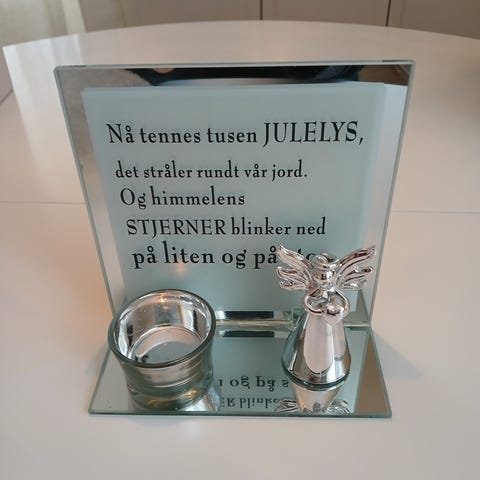 Nå tennes tusen JULELYS,
det stråler rundt vår jord.
Og himmelens
STJERNER blinker ned
på liten og på